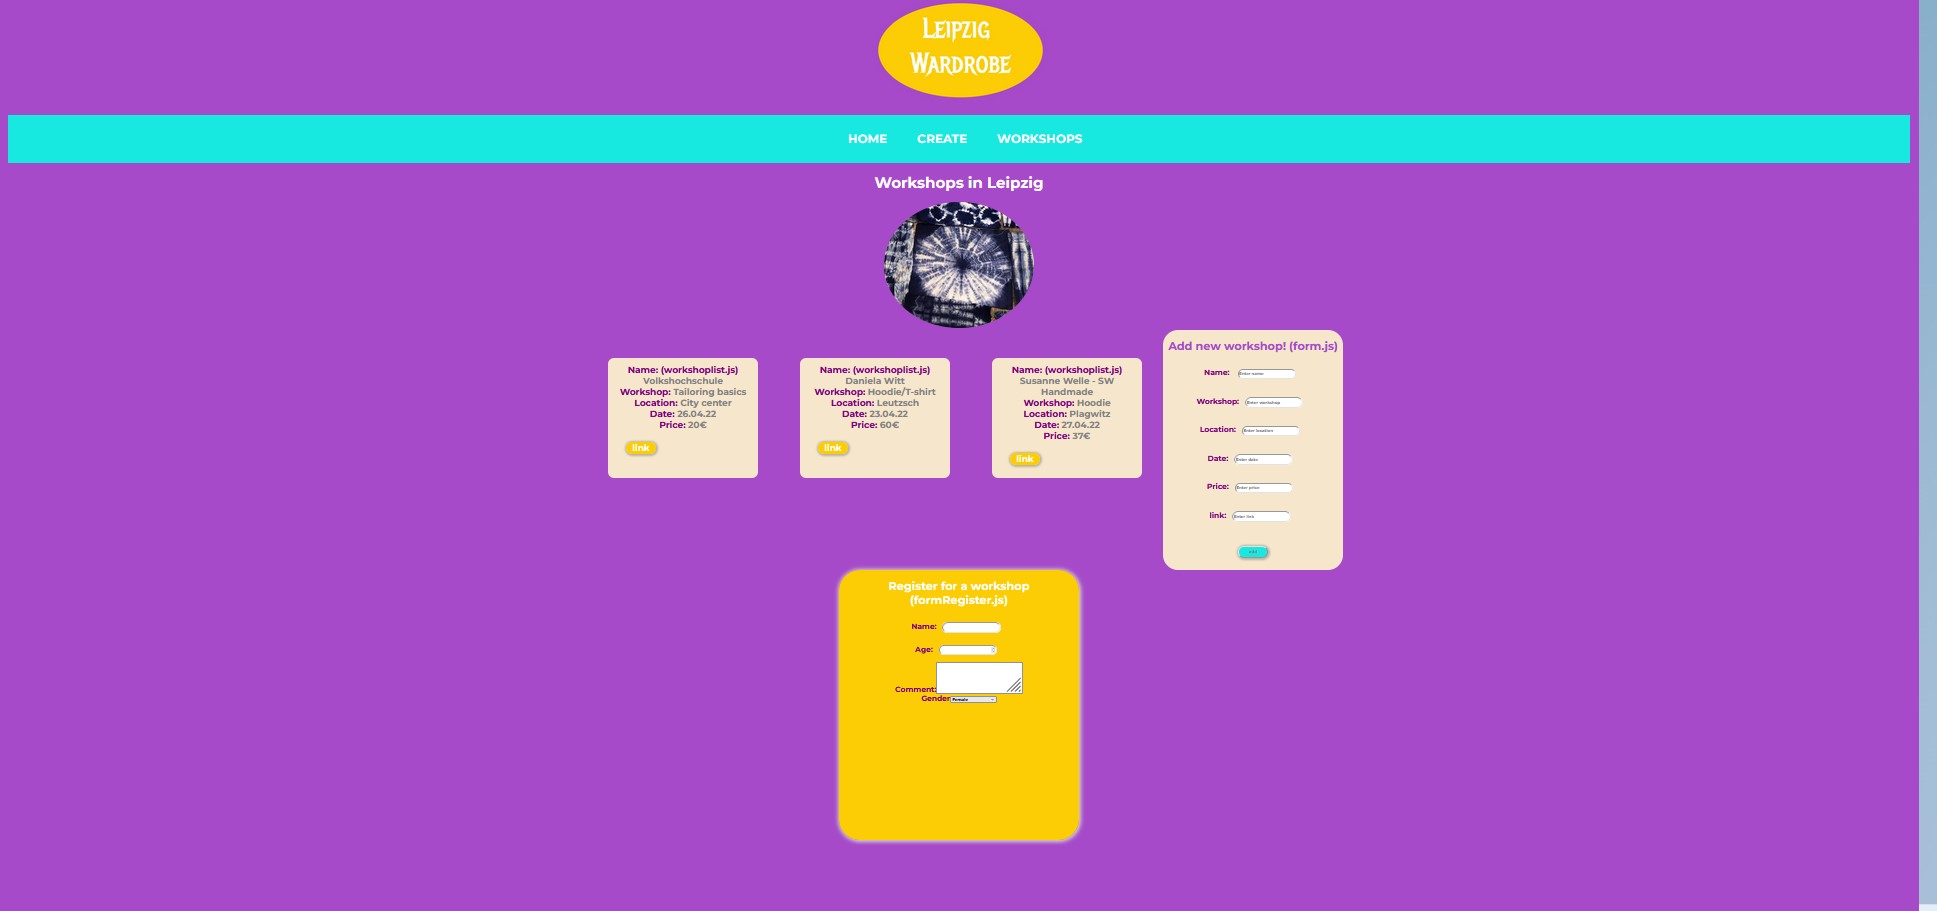 Leipzig
Wardrobe
HOME CREATE WORKSHOPS
Workshops in Leipzig
Name: (workshoplist.js)
Volkshochschule
Workshop: Tailoring basics
Location: City center
Date: 26.04.22
Price: 20€
link
Name: (workshoplist.js)
Daniela Witt
Workshop: Hoodie/T-shirt
Location: Leutzsch
Date: 23.04.22
Price: 60€
link
Name: (workshoplist.js)
Susanne Welle - SW
Handmade
Workshop: Hoodie
Location: Plagwitz
Date: 27.04.22
Price: 37€
link
Add new workshop! (form.js)
Name: Enter name
Workshop: Enter workshop
Location: Enter location
Date: Enter date
Price: Enter price
link: Enter link
Register for a workshop
(formRegister.js)
Name:
Age:
Comment:
Gender Female